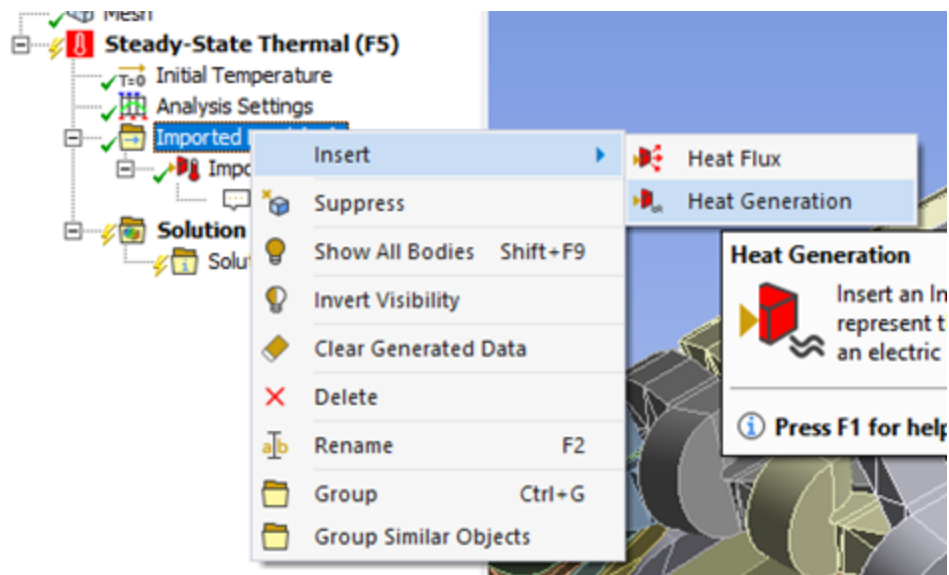 Mesh
Steady-State Thermal (F5)
T=0 Initial Temperature
Analysis Settings
Imported
Insert
Heat Flux
Heat Generation
Suppress
Solution
Show All Bodies Shift+F9
Invert Visibility
Clear Generated Data
Delete
Rename F2
Group Ctrl+G
Group Similar Objects
Heat Generation
Insert an
represent
an electric
Press F1 for help